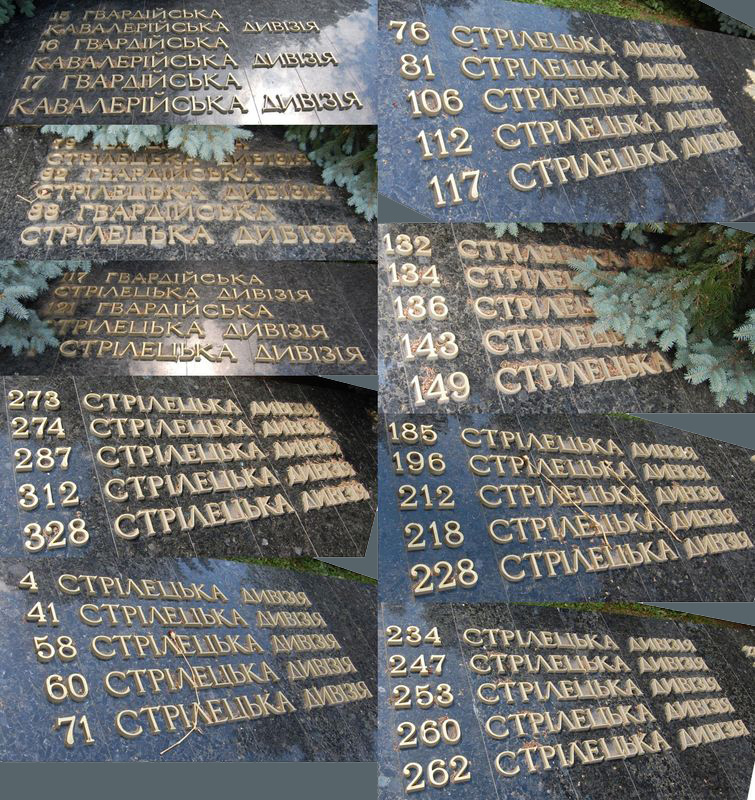 15 ГВАРДІЙСЬКА
КАВАЛЕРІЙСЬКА ДИВІЗІЯ
16 ГВАРДІЙСЬКА
КАВАЛЕРІЙСЬКА ДИВІЗІЯ
17 ГВАРДІЙСЬКА
КАВАЛЕРІЙСЬКА ДИВІЗІЯ
СТРІЛЕЦЬКА ДИВІЗІЯ
82 ГВАРДІЙСЬКА
СТРІЛЕЦЬКА ДИВІЗІЯ
88 ГВАРДІЙСЬКА
СТРІЛЕЦЬКА ДИВІЗІЯ
117 ГВАРДІЙСЬКА
СТРІЛЕЦЬКА ДИВІЗІЯ
121 ГВАРДІЙСЬКА
СТРІЛЕЦЬКА ДИВІЗІЯ
СТРІЛЕЦЬКА ДИВІЗІЯ
273 СТРІЛЕЦЬКА ДИВІЗІЯ
274 СТРІЛЕЦЬКА ДИВІЗІЯ
287 СТРІЛЕЦЬКА ДИВІЗІЯ
312 СТРІЛЕЦЬКА ДИВІЗІЯ
328 СТРІЛЕЦЬКА ДИВІЗІЯ
4 СТРІЛЕЦЬКА ДИВІЗІЯ
41 СТРІЛЕЦЬКА ДИВІЗІЯ
58 СТРІЛЕЦЬКА ДИВІЗІЯ
60 СТРІЛЕЦЬКА ДИВІЗІЯ
71 СТРІЛЕЦЬКА ДИВІЗІЯ
76 СТРІЛЕЦЬКА ДИВІЗІЯ
81 СТРІЛЕЦЬКА ДИВІЗІЯ
106 СТРІЛЕЦЬКА ДИВІЗІЯ
112 СТРІЛЕЦЬКА ДИВІЗІЯ
117 СТРІЛЕЦЬКА ДИВІЗІЯ
132 СТРІЛЕЦЬКА
134 СТРІЛЕЦЬКА
136 СТРІЛЕЦЬКА
143 СТРІЛЕЦЬКА
149 СТРІЛЕЦЬКА
185 СТРІЛЕЦЬКА ДИВІЗІЯ
196 СТРІЛЕЦЬКА ДИВІЗІЯ
212 СТРІЛЕЦЬКА ДИВІЗІЯ
218 СТРІЛЕЦЬКА ДИВІЗІЯ
228 СТРІЛЕЦЬКА ДИВІЗІЯ
234 СТРІЛЕЦЬКА ДИВІЗІЯ
247 СТРІЛЕЦЬКА ДИВІЗІЯ
253 СТРІЛЕЦЬКА ДИВІЗІЯ
260 СТРІЛЕЦЬКА ДИВІЗІЯ
262 СТРІЛЕЦЬКА ДИВІЗІЯ